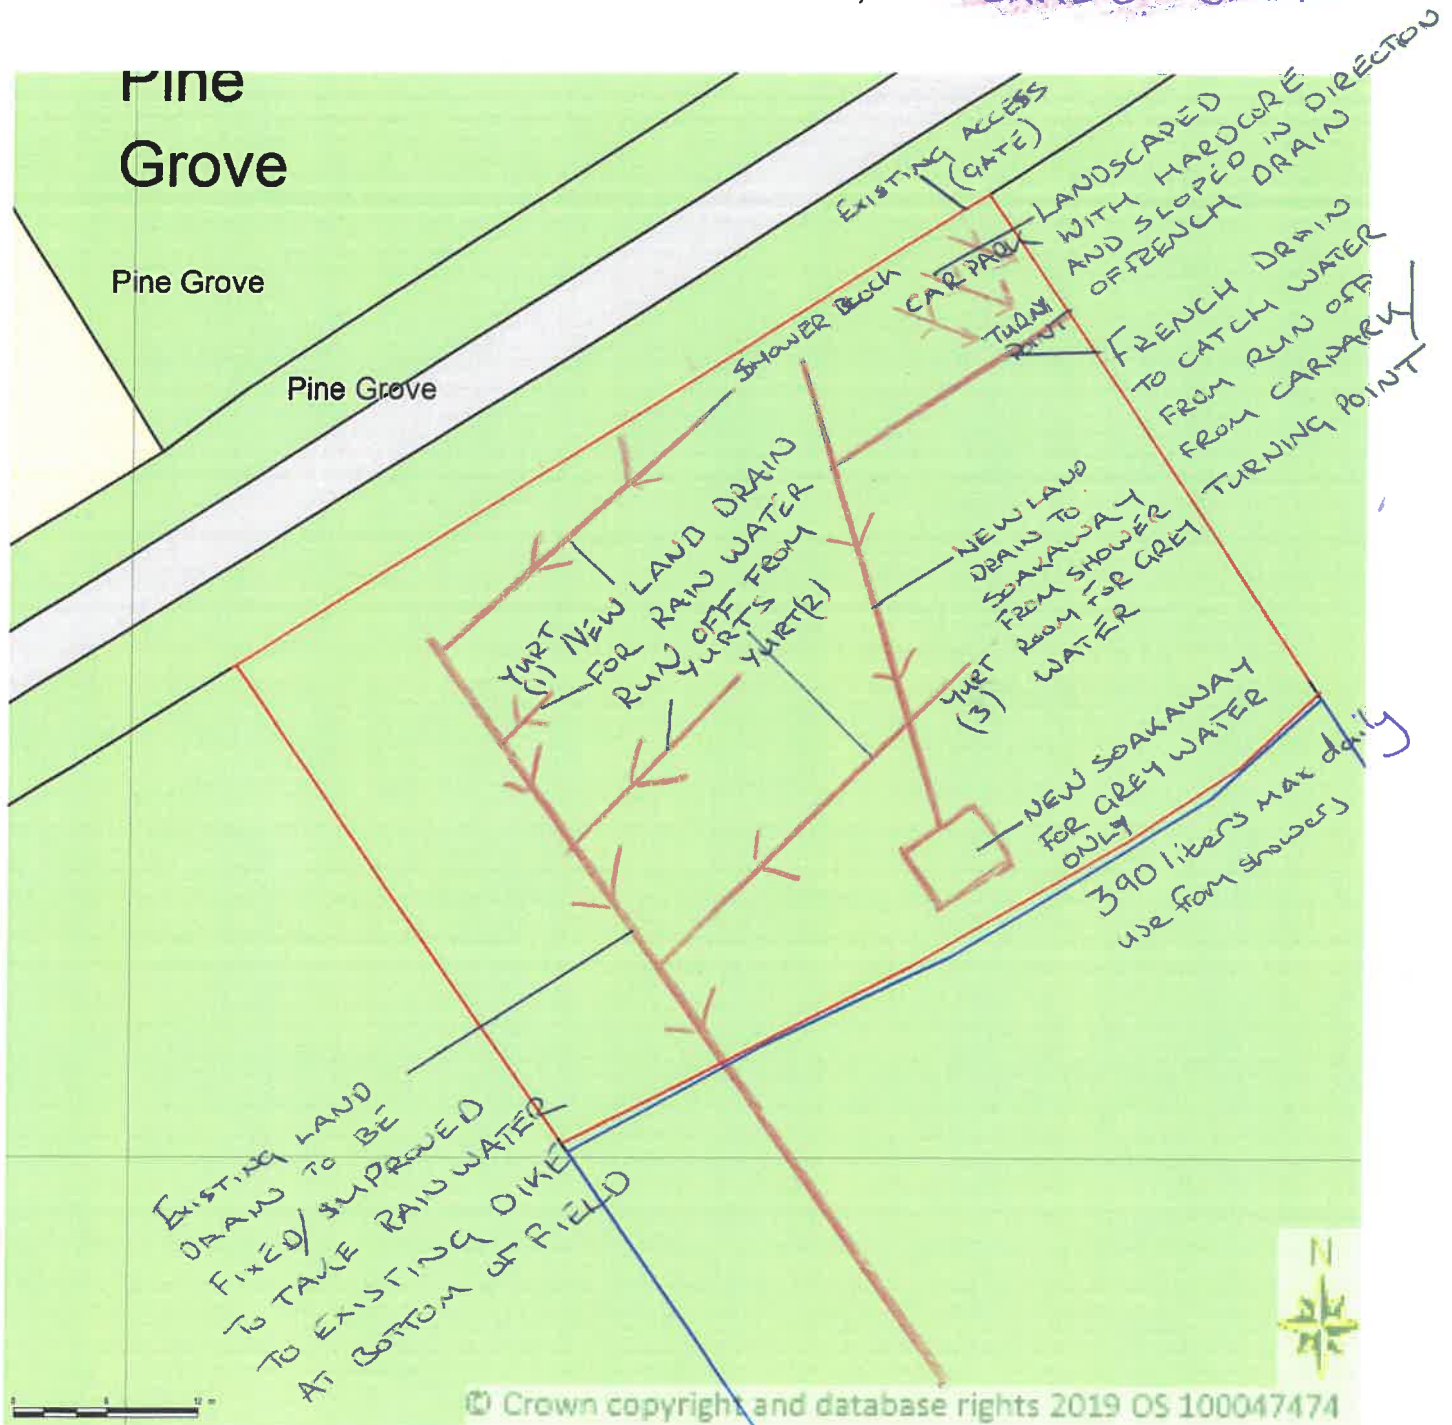 Pine
Grove
Pine Grove
Pine Grove
EXISTING ACCESS
(GATE)
LANDSCAPED
WITH HARDCORE
AND SLOPED IN DIRECTION
OF FRENCH DRAIN
CAR PARK
TURNING
POINT
FRENCH DRAIN
TO CATCH WATER
FROM RUN OFF
FROM CARPARK/
TURNING POINT
SHOWER BLOCK
YURT
(1)
NEW LAND DRAIN
FOR RAIN WATER
RUN OFF FROM
YURTS
YURT(2)
NEW LAND
DRAIN TO
SOAKAWAY
FROM SHOWER
ROOM FOR GREY
WATER
YURT
(3)
NEW SOAKAWAY
FOR GREY WATER
ONLY
390 liters max daily
use from showers
EXISTING LAND
DRAIN TO BE
FIXED/IMPROVED
TO TAKE RAIN WATER
TO EXISTING DIKE
AT BOTTOM OF FIELD
N
© Crown copyright and database rights 2019 OS 100047474